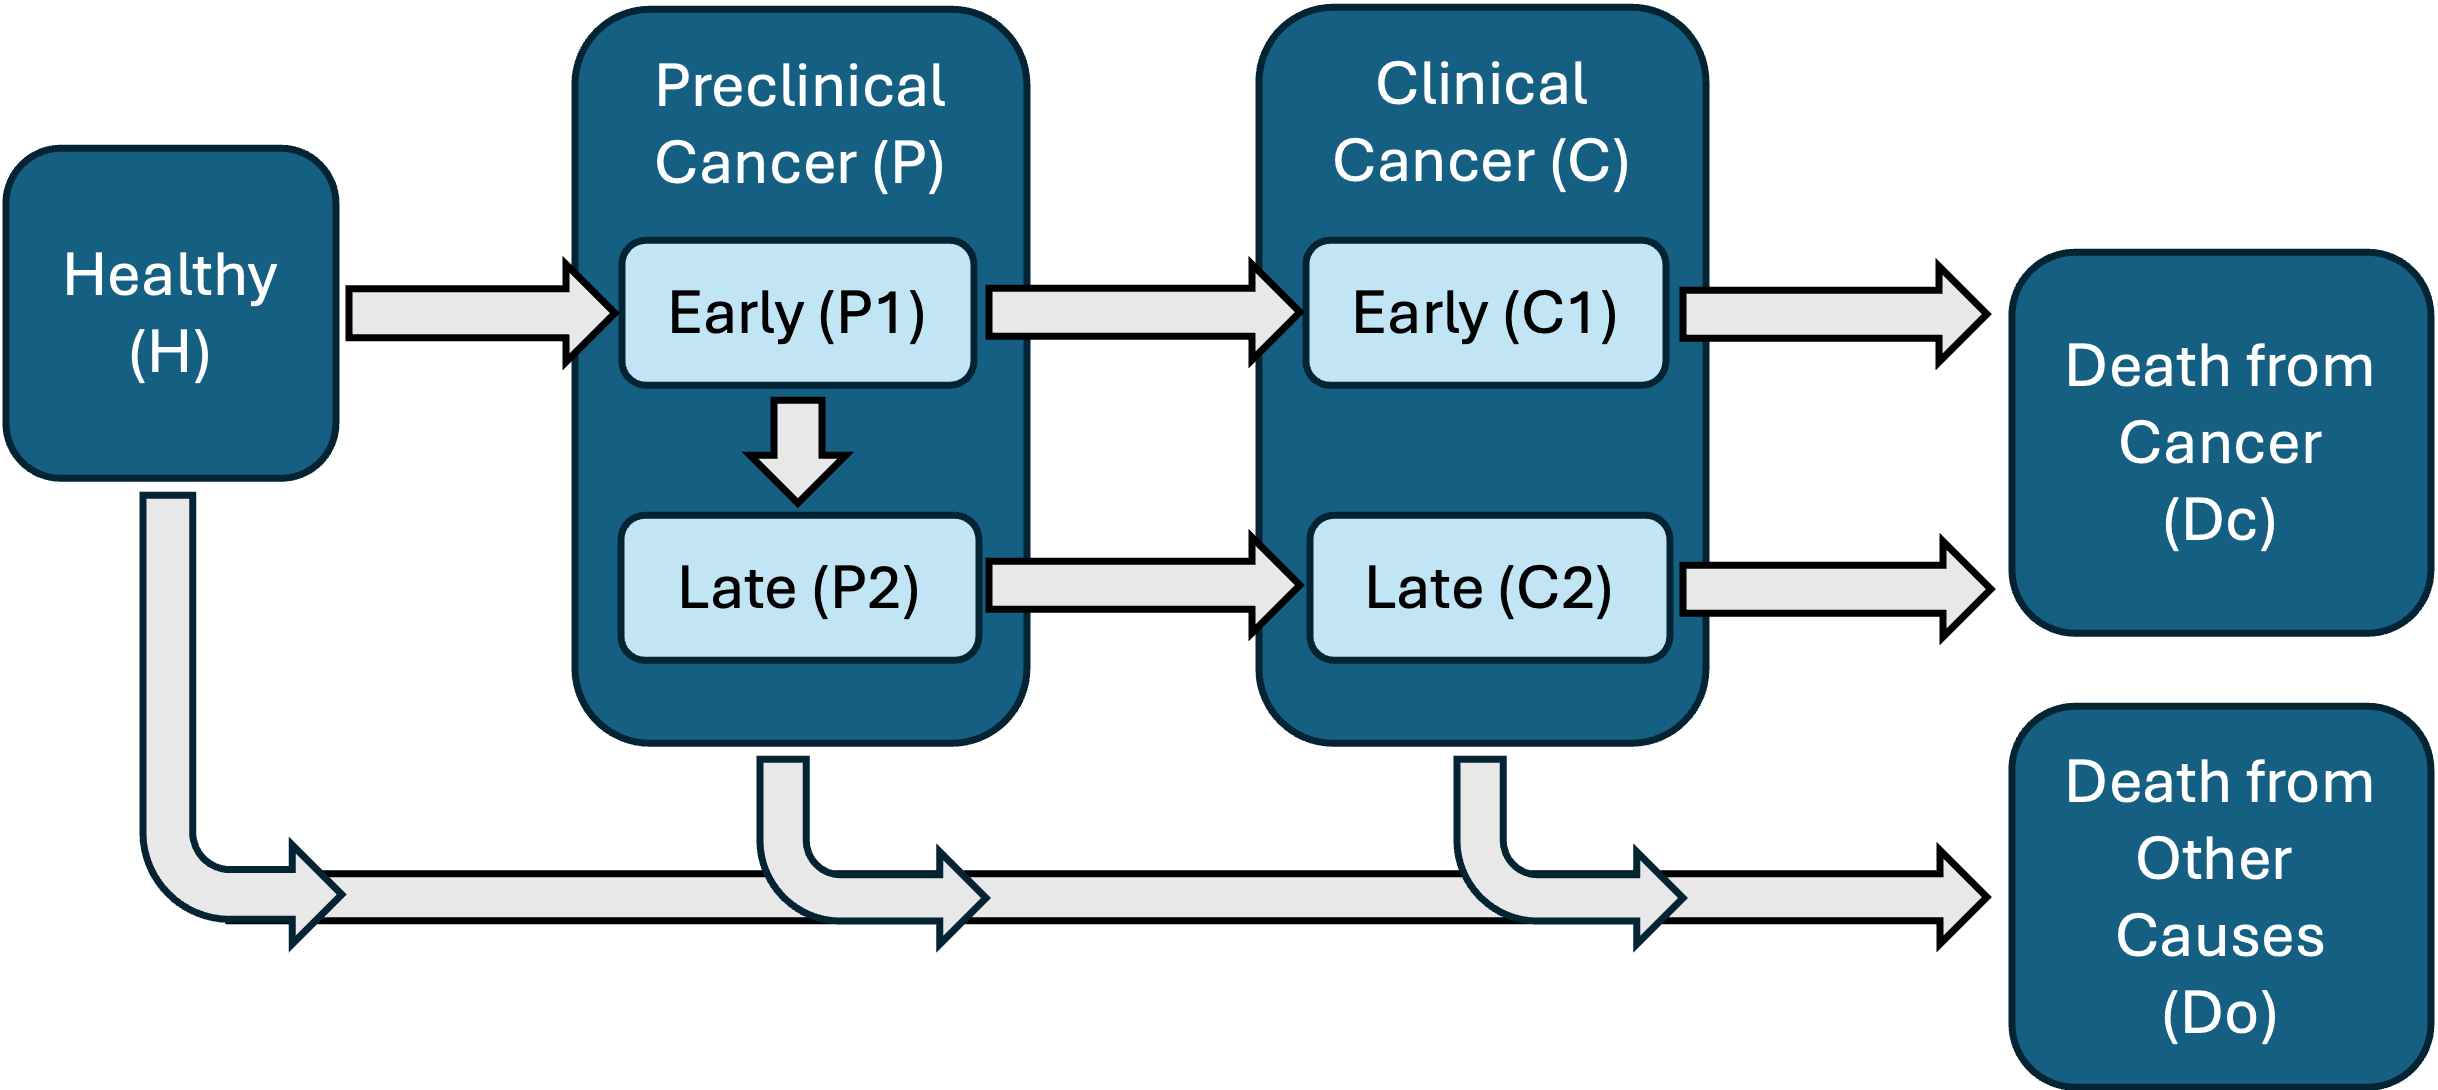 Healthy
(H)
Preclinical
Cancer (P)
Early (P1)
Late (P2)
Clinical
Cancer (C)
Early (C1)
Late (C2)
Death from
Cancer
(Dc)
Death from
Other
Causes
(Do)